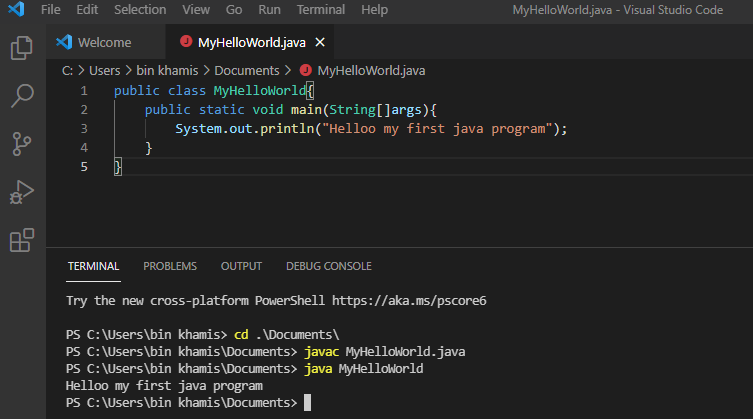 File Edit Selection View Go Run Terminal Help MyHelloWorld.java - Visual Studio Code
Welcome MyHelloWorld.java ×
C: > Users > bin khamis > Documents > MyHelloWorld.java
1 public class MyHelloWorld{
2 public static void main(String[]args){
3 System.out.println("Helloo my first java program");
4 }
5 }
TERMINAL PROBLEMS OUTPUT DEBUG CONSOLE
Try the new cross-platform PowerShell https://aka.ms/pscore6
PS C:\Users\bin khamis> cd .\Documents\
PS C:\Users\bin khamis\Documents> javac MyHelloWorld.java
PS C:\Users\bin khamis\Documents> java MyHelloWorld
Helloo my first java program
PS C:\Users\bin khamis\Documents>